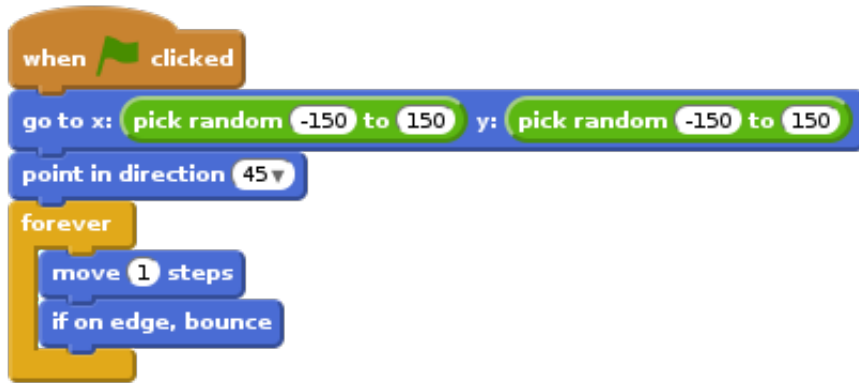 when clicked
go to x: pick random -150 to 150 y: pick random -150 to 150
point in direction 45
forever
move 1 steps
if on edge, bounce